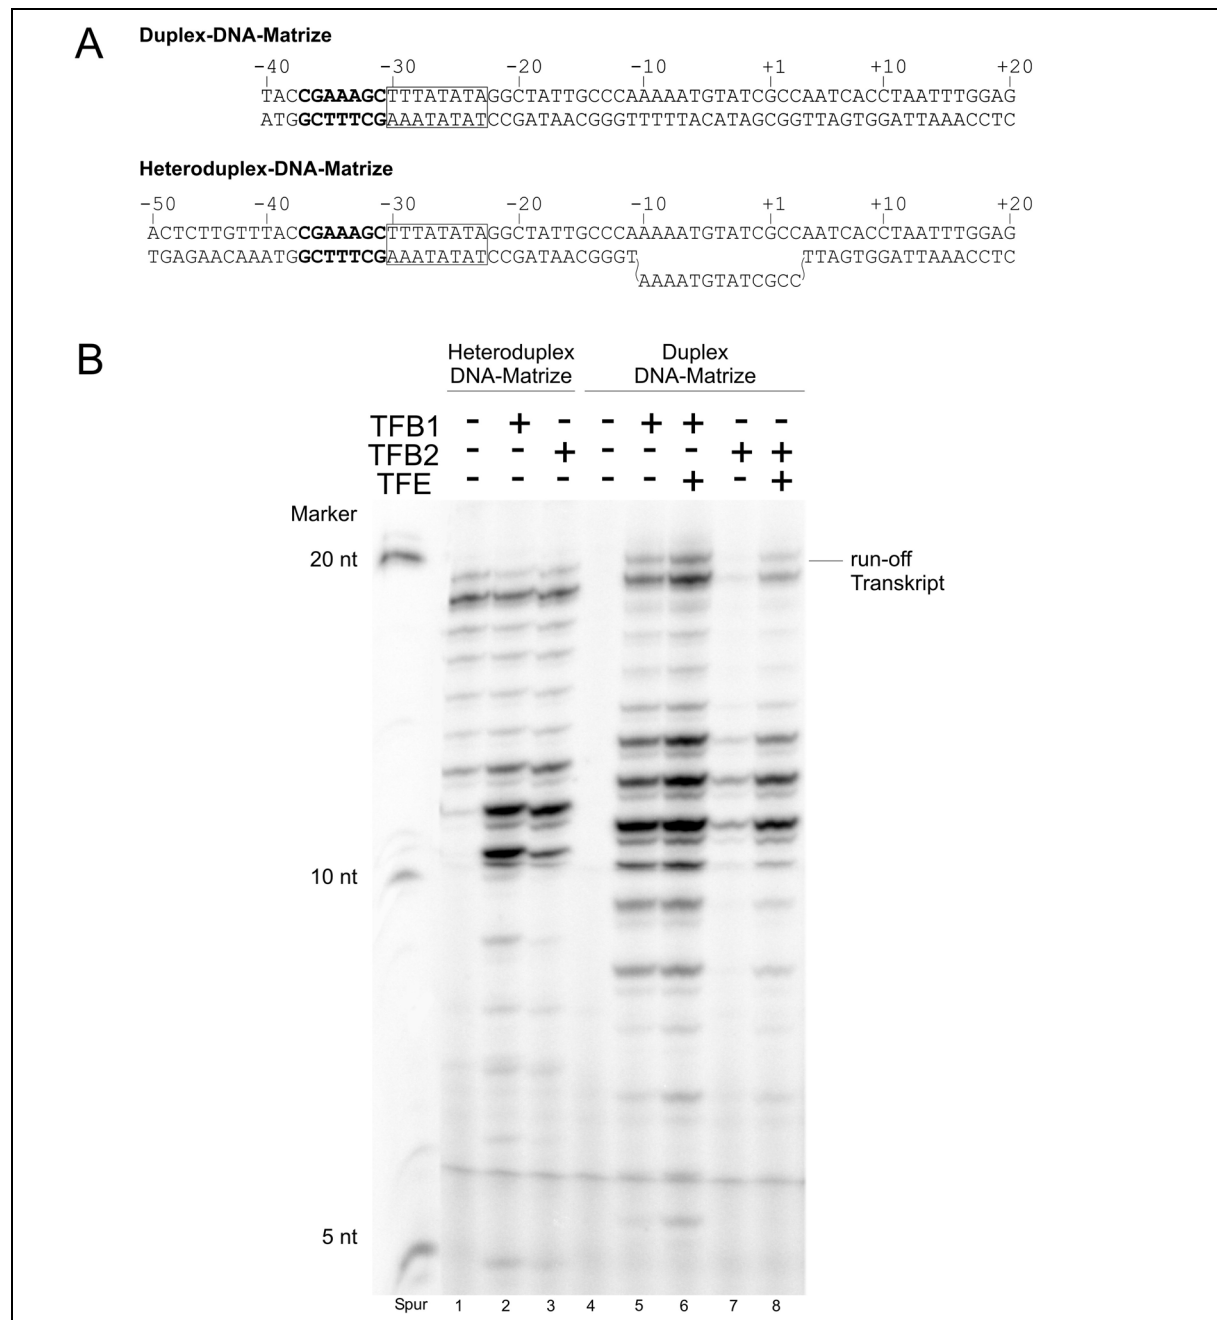 A
Duplex-DNA-Matrize
-40 -30 -20 -10 +1 +10 +20
TACCGAAAGCTTTATATAGGCTATTGCCCAAAAATGTATCGCCAATCACCTAATTTGGAG
ATGGCTTTCGAAATATATCCGATAACGGGTTTTTACATAGCGGTTAGTGGATTAAACCTC
Heteroduplex-DNA-Matrize
-50 -40 -30 -20 -10 +1 +10 +20
ACTCTTGTTTACCGAAAGCTTTATATAGGCTATTGCCCAAAAATGTATCGCCAATCACCTAATTTGGAG
TGAGAACAAATGGCTTTCGAAATATATCCGATAACGGGT TTAGTGGATTAAACCTC
AAAATGTATCGCC
B
Heteroduplex Duplex
DNA-Matrize DNA-Matrize
TFB1 - + - - + + - -
TFB2 - - + - - - + +
TFE - - - - - + - +
Marker
20 nt
run-off
Transkript
10 nt
5 nt
Spur 1 2 3 4 5 6 7 8